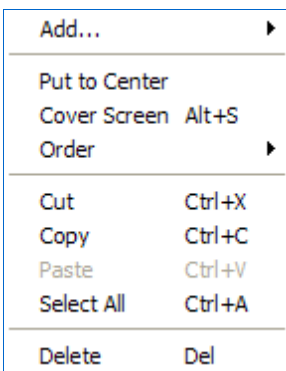 Add...
Put to Center
Cover Screen Alt+S
Order
Cut Ctrl+X
Copy Ctrl+C
Paste Ctrl+V
Select All Ctrl+A
Delete Del